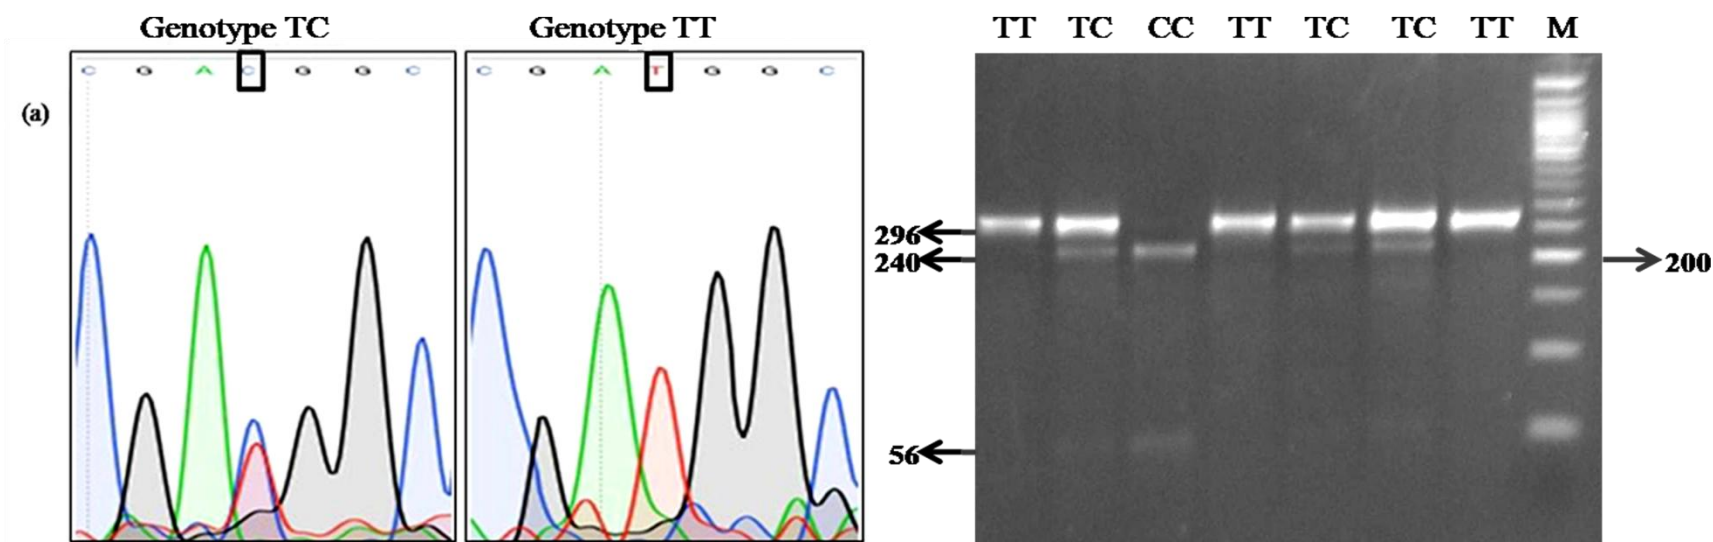 Genotype TC
Genotype TT
TT TC CC TT TC TC TT M
C G A C G G C
C G A T G G C
(a)
296
240
200
56